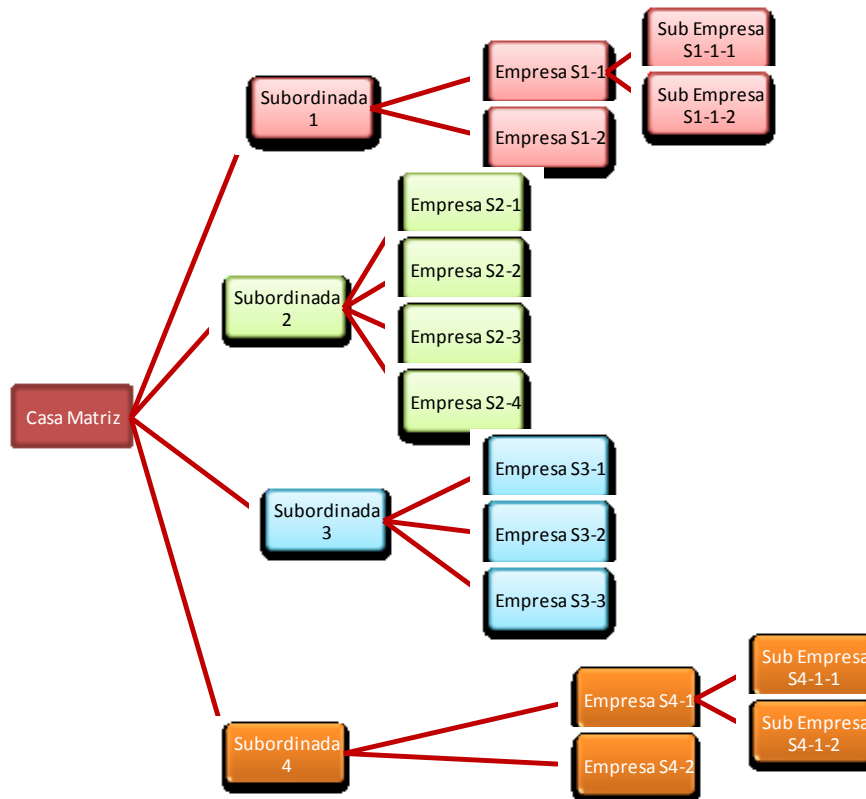 Sub Empresa
S1-1-1
Empresa S1-1
Subordinada
1
Sub Empresa
S1-1-2
Empresa S1-2
Empresa S2-1
Empresa S2-2
Subordinada
2
Empresa S2-3
Empresa S2-4
Casa Matriz
Empresa S3-1
Subordinada
3
Empresa S3-2
Empresa S3-3
Sub Empresa
S4-1-1
Empresa S4-1
Sub Empresa
S4-1-2
Subordinada
4
Empresa S4-2